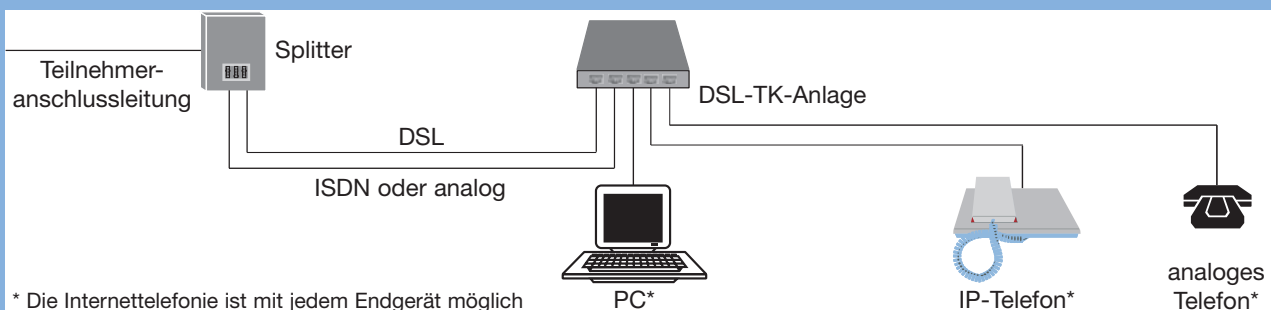 Splitter
Teilnehmer-
anschlussleitung
DSL-TK-Anlage
DSL
ISDN oder analog
* Die Internettelefonie ist mit jedem Endgerät möglich
PC*
IP-Telefon*
analoges
Telefon*